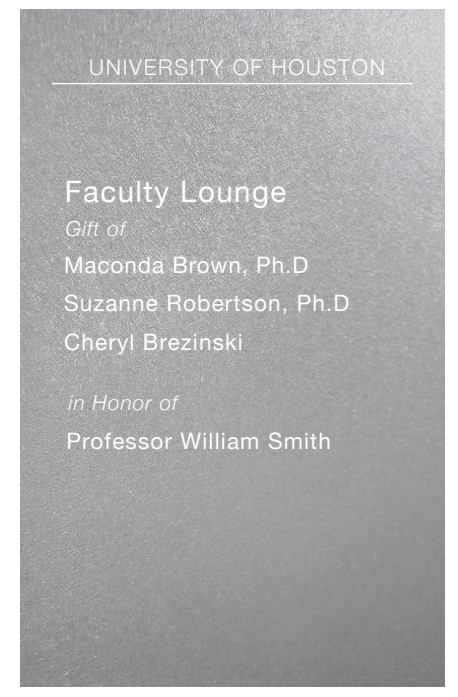 UNIVERSITY OF HOUSTON
Faculty Lounge
Gift of
Maconda Brown, Ph.D
Suzanne Robertson, Ph.D
Cheryl Brezinski
in Honor of
Professor William Smith